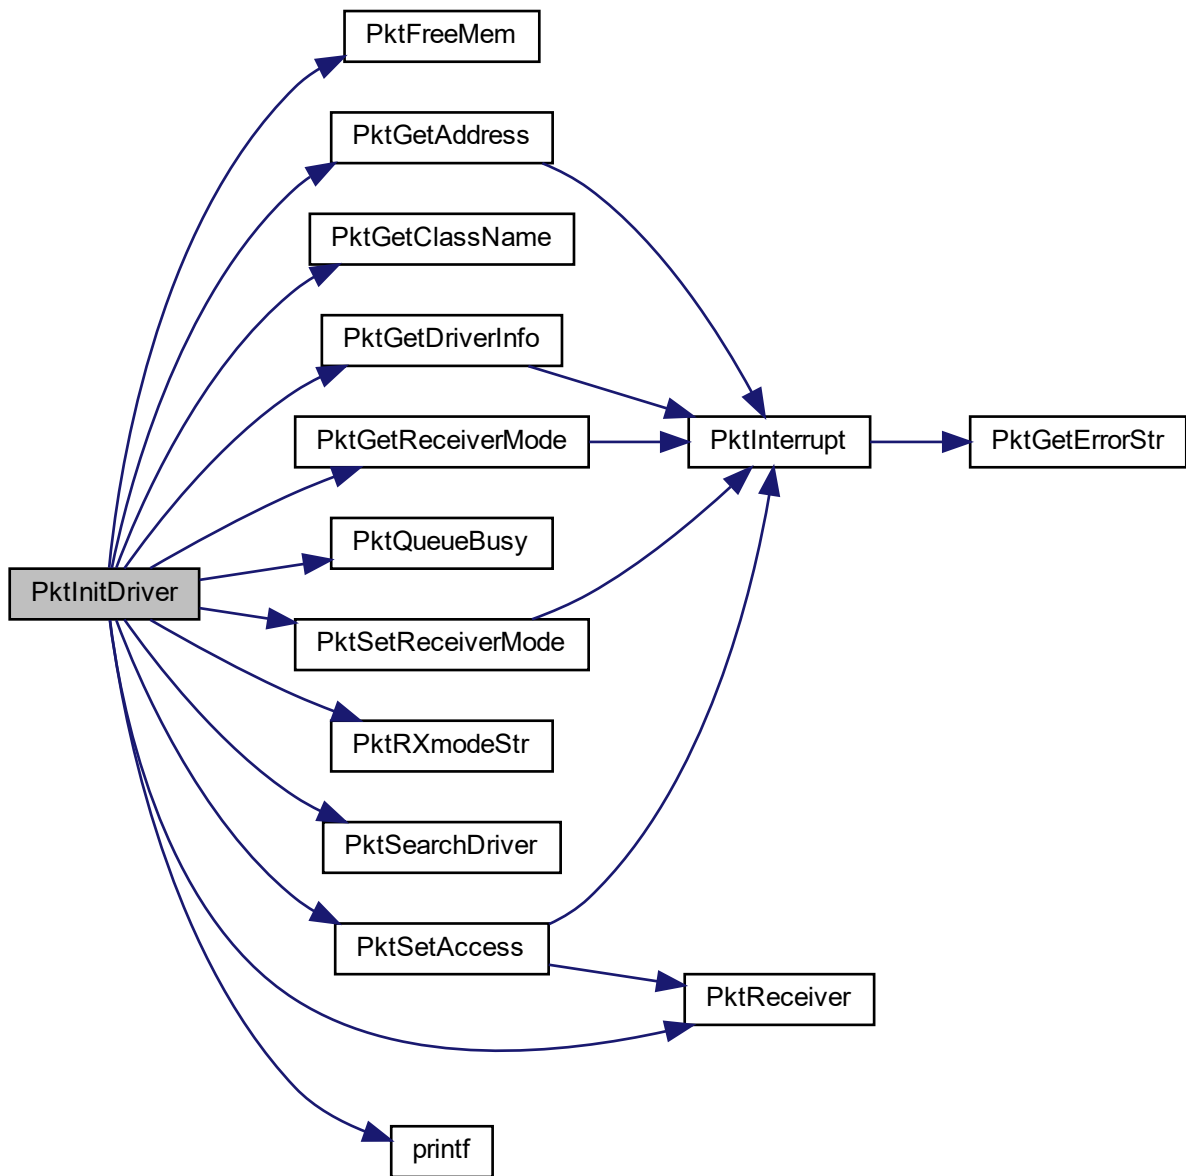 PktFreeMem
PktGetAddress
PktGetClassName
PktGetDriverInfo
PktGetReceiverMode
PktInterrupt
PktGetErrorStr
PktQueueBusy
PktInitDriver
PktSetReceiverMode
PktRXmodeStr
PktSearchDriver
PktSetAccess
PktReceiver
printf